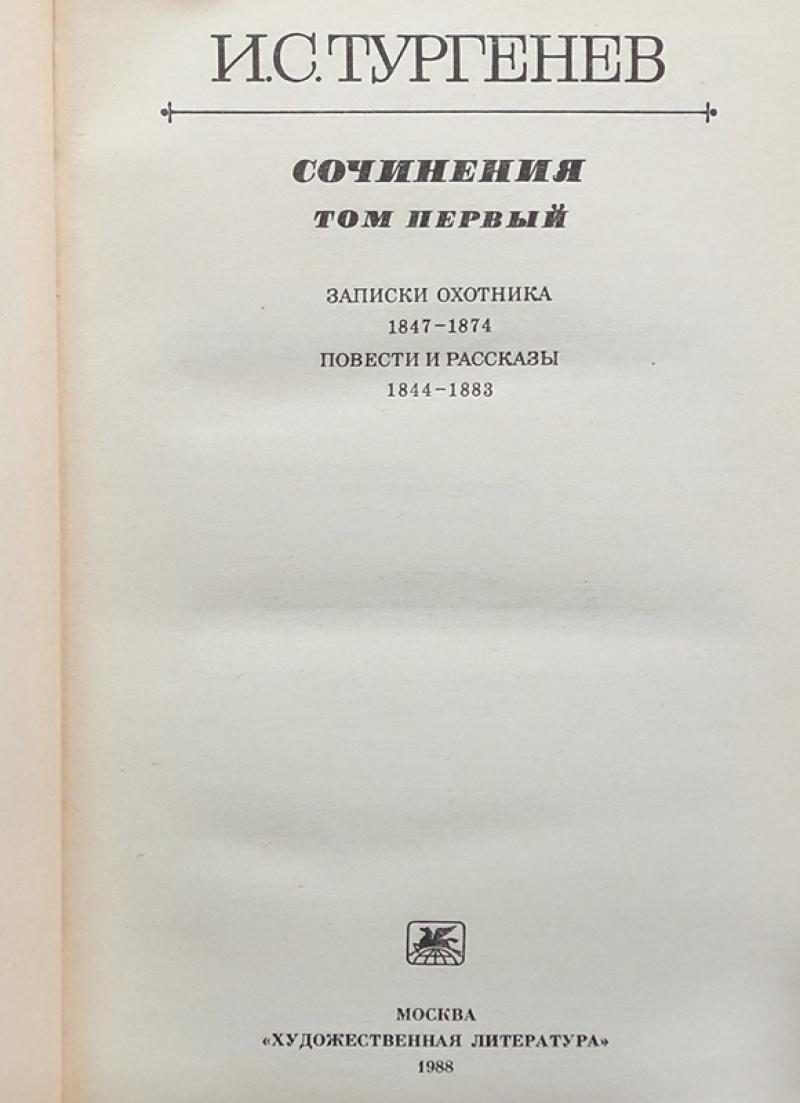 И.С.ТУРГЕНЕВ
СОЧИНЕНИЯ
ТОМ ПЕРВЫЙ
ЗАПИСКИ ОХОТНИКА
1847–1874
ПОВЕСТИ И РАССКАЗЫ
1844–1883
МОСКВА
«ХУДОЖЕСТВЕННАЯ ЛИТЕРАТУРА»
1988